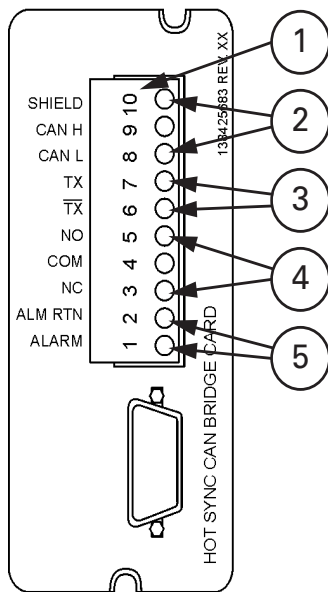 SHIELD 10
CAN H 9
CAN L 8
TX 7
T̅X̅ 6
NO 5
COM 4
NC 3
ALM RTN 2
ALARM 1
138425683 REV XX
HOT SYNC CAN BRIDGE CARD
1
2
3
4
5